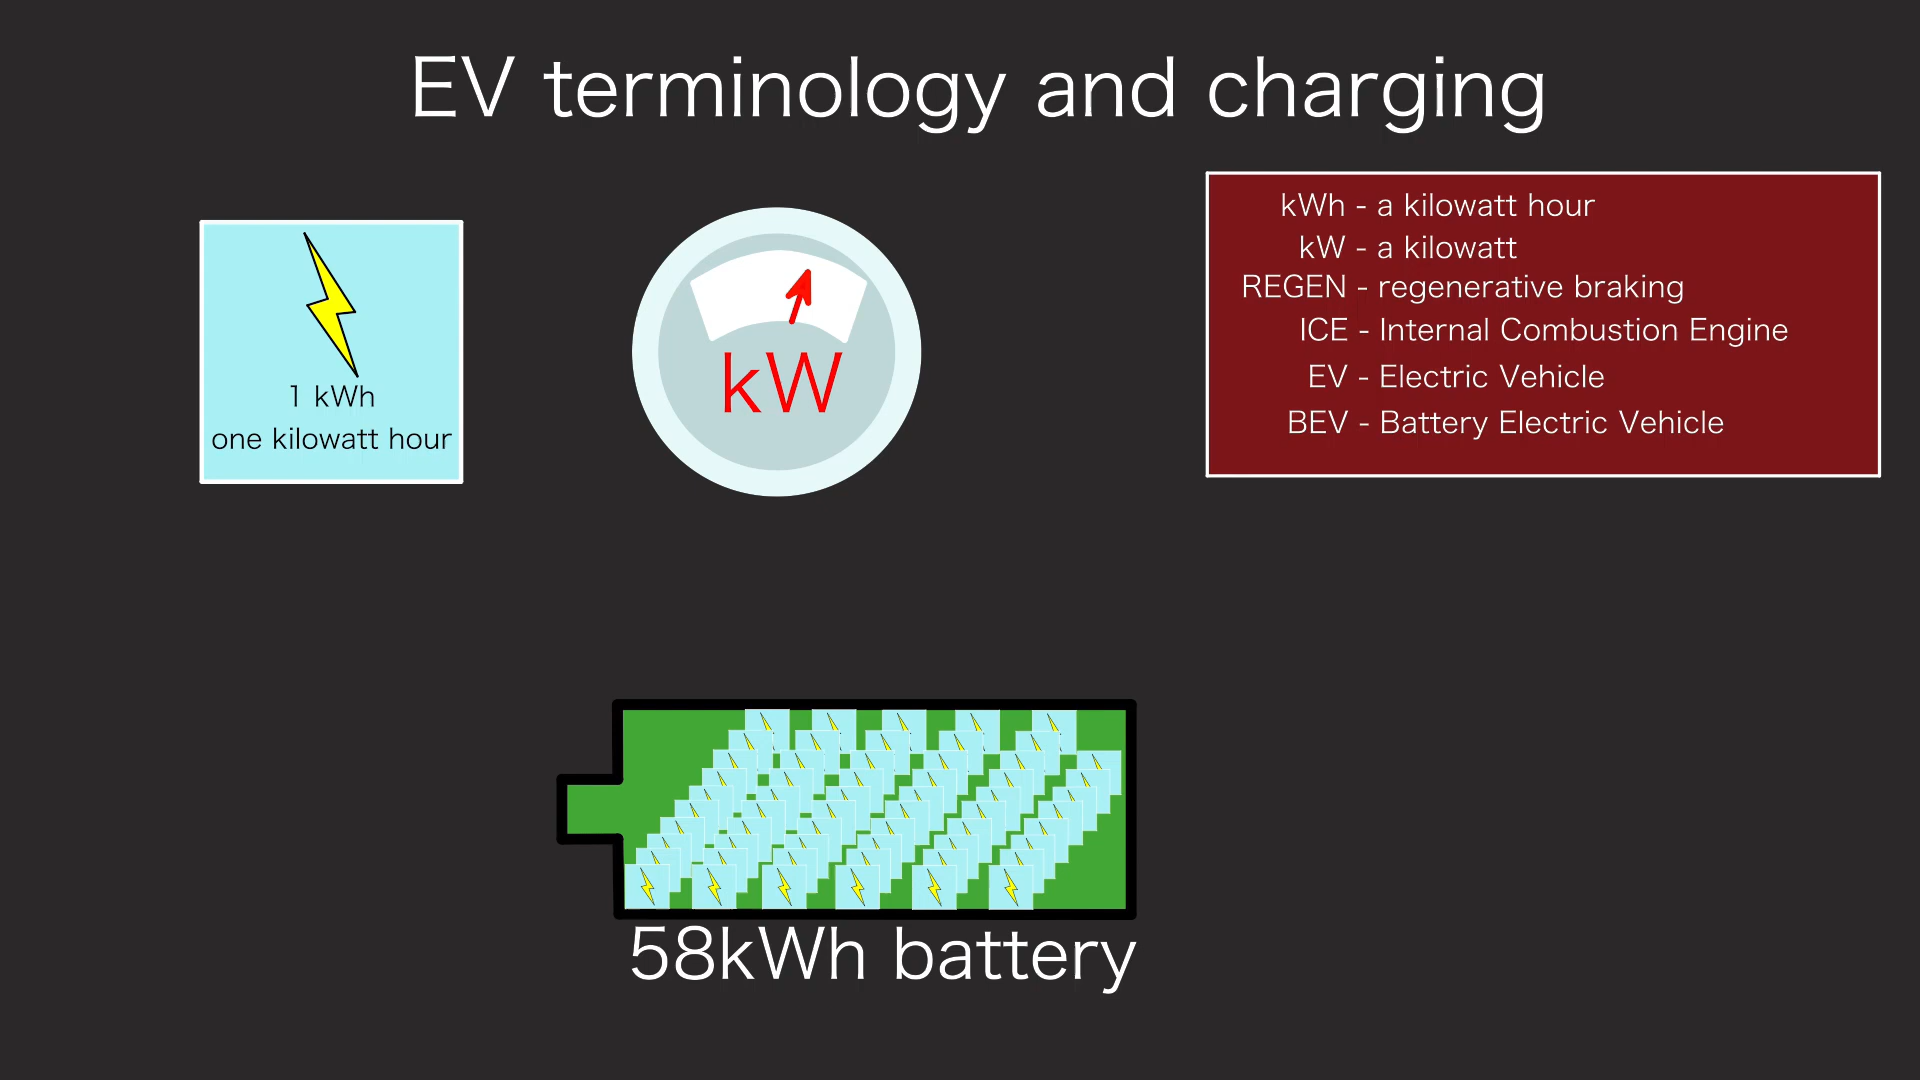 EV terminology and charging
1 kWh
one kilowatt hour
kW
kWh - a kilowatt hour
kW - a kilowatt
REGEN - regenerative braking
ICE - Internal Combustion Engine
EV - Electric Vehicle
BEV - Battery Electric Vehicle
58kWh battery